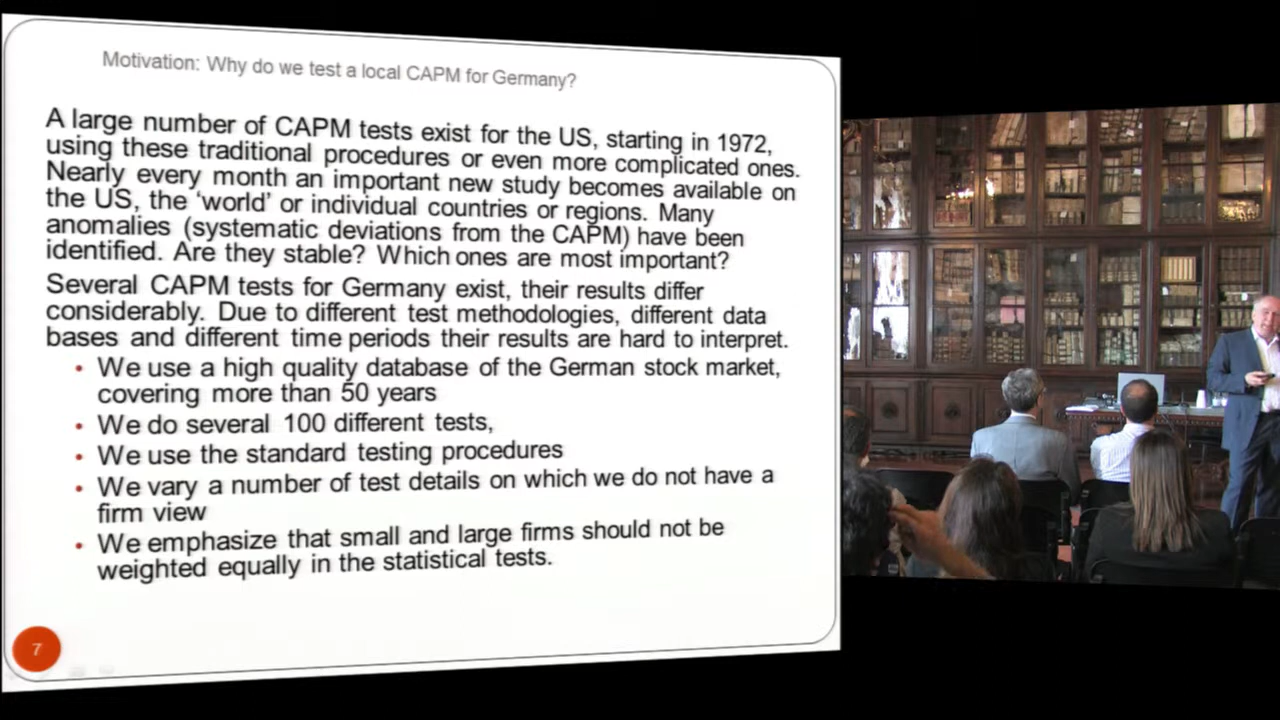 Motivation: Why do we test a local CAPM for Germany?
A large number of CAPM tests exist for the US, starting in 1972,
using these traditional procedures or even more complicated ones.
Nearly every month an important new study becomes available on
the US, the ‘world’ or individual countries or regions. Many
anomalies (systematic deviations from the CAPM) have been
identified. Are they stable? Which ones are most important?
Several CAPM tests for Germany exist, their results differ
considerably. Due to different test methodologies, different data
bases and different time periods their results are hard to interpret.
• We use a high quality database of the German stock market,
covering more than 50 years
• We do several 100 different tests,
• We use the standard testing procedures
• We vary a number of test details on which we do not have a
firm view
• We emphasize that small and large firms should not be
weighted equally in the statistical tests.
7